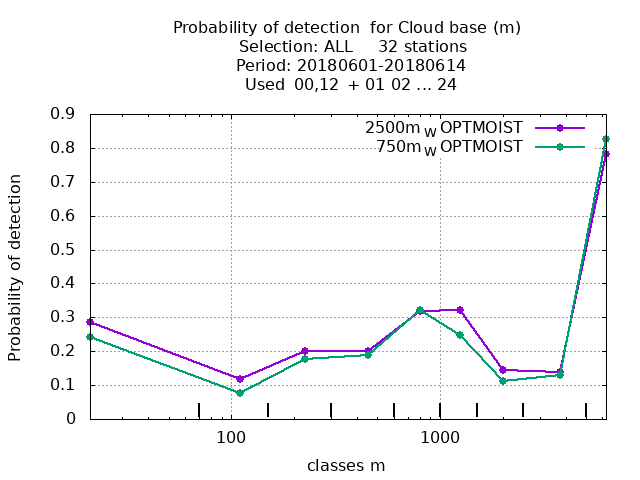 Probability of detection for Cloud base (m)
Selection: ALL 32 stations
Period: 20180601-20180614
Used 00,12 + 01 02 ... 24
2500m W OPTMOIST
750m W OPTMOIST
Probability of detection
0.9
0.8
0.7
0.6
0.5
0.4
0.3
0.2
0.1
0
100 1000
classes m